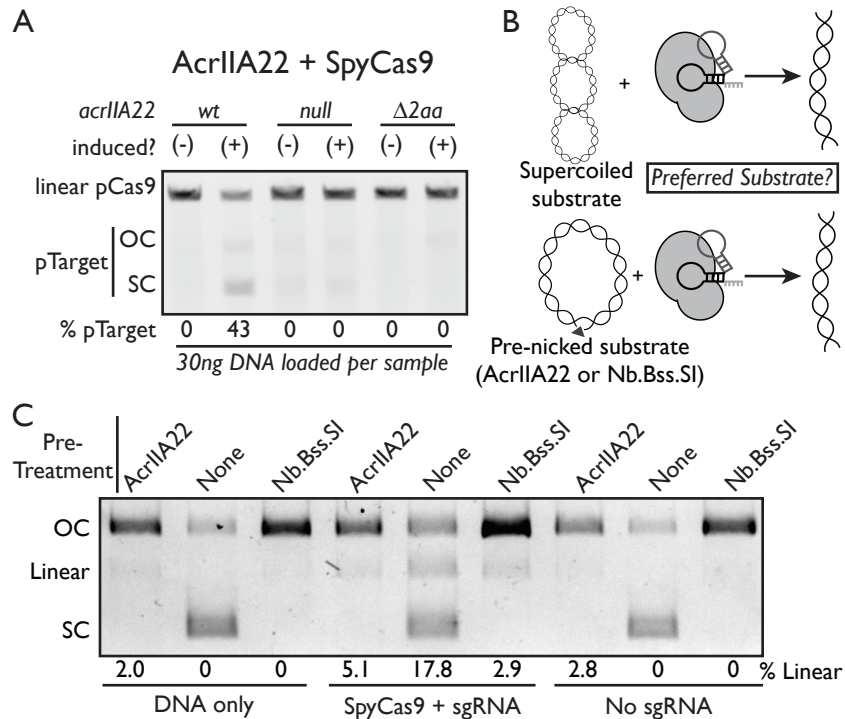 A
AcrIIA22 + SpyCas9
acrIIA22 wt null Δ2aa
induced? (-) (+) (-) (+) (-) (+)
linear pCas9
pTarget
OC
SC
% pTarget 0 43 0 0 0 0
30ng DNA loaded per sample
B
+
Supercoiled
substrate
Preferred Substrate?
+
Pre-nicked substrate
(AcrIIA22 or Nb.Bss.SI)
C
Pre-
Treatment
AcrIIA22 None Nb.Bss.SI AcrIIA22 None Nb.Bss.SI AcrIIA22 None Nb.Bss.SI
OC
Linear
SC
2.0 0 0 5.1 17.8 2.9 2.8 0 0 % Linear
DNA only SpyCas9 + sgRNA No sgRNA